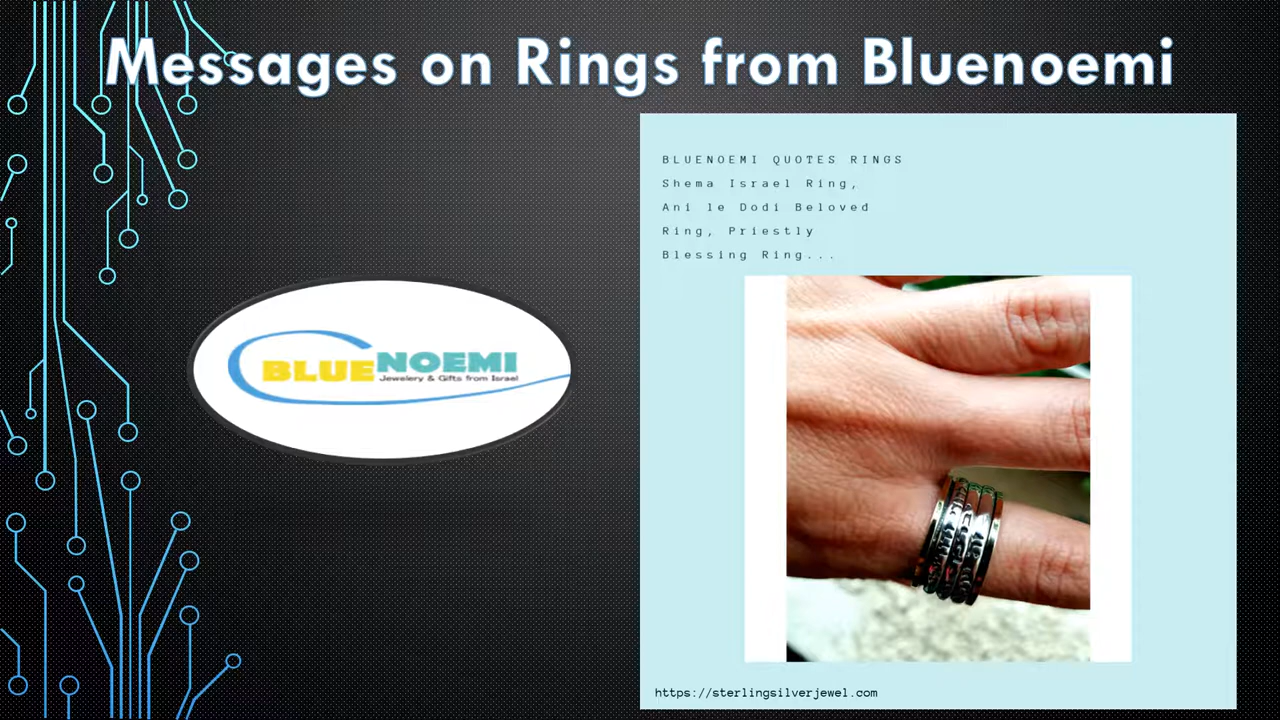 Messages on Rings from Bluenoemi
BLUENOEMI QUOTES RINGS
Shema Israel Ring,
Ani le Dodi Beloved
Ring, Priestly
Blessing Ring...
BLUENOEMI
Jewelery & Gifts from Israel
https://sterlingsilverjewel.com